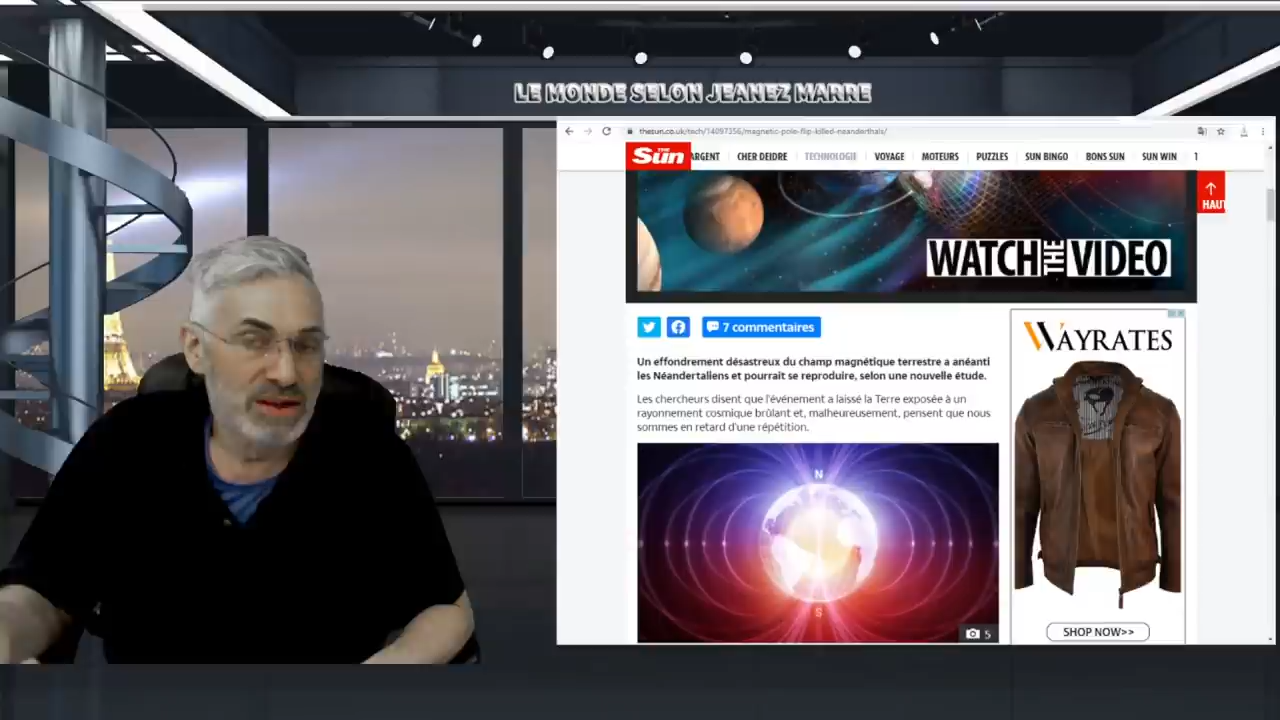 LE MONDE SELON JEANEZ MARRE
thesun.co.uk/tech/14097356/magnetic-pole-flip-killed-neanderthals/
THE Sun ARGENT CHER DEIDRE TECHNOLOGIE VOYAGE MOTEURS PUZZLES SUN BINGO BONS SUN SUN WIN
HAUT
WATCH THE VIDEO
7 commentaires
Un effondrement désastreux du champ magnétique terrestre a anéanti
les Néandertaliens et pourrait se reproduire, selon une nouvelle étude.
Les chercheurs disent que l'événement a laissé la Terre exposée à un
rayonnement cosmique brûlant et, malheureusement, pensent que nous
sommes en retard d'une répétition.
N
S
5
WAYRATES
SHOP NOW>>